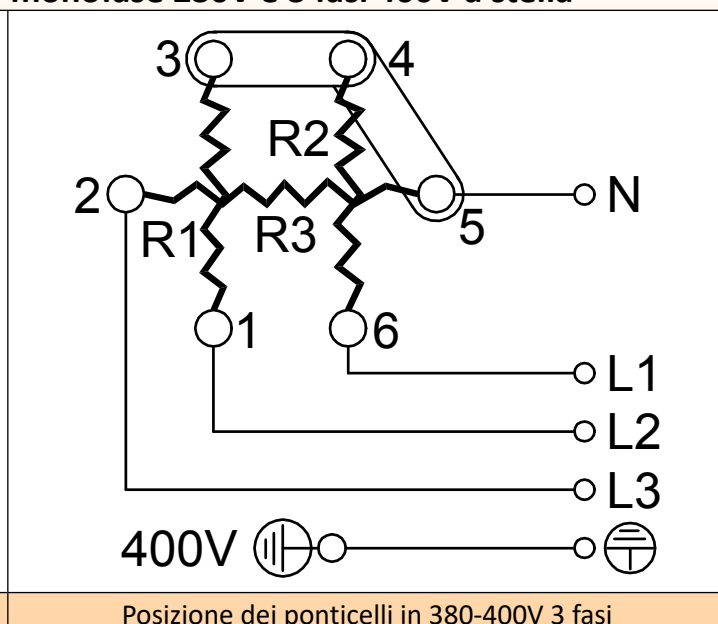 monofase 230V e 3 fasi 400V a stella
3 4
R2
2 N
R1 R3 5
1 6
L1
L2
L3
400V
Posizione dei ponticelli in 380-400V 3 fasi